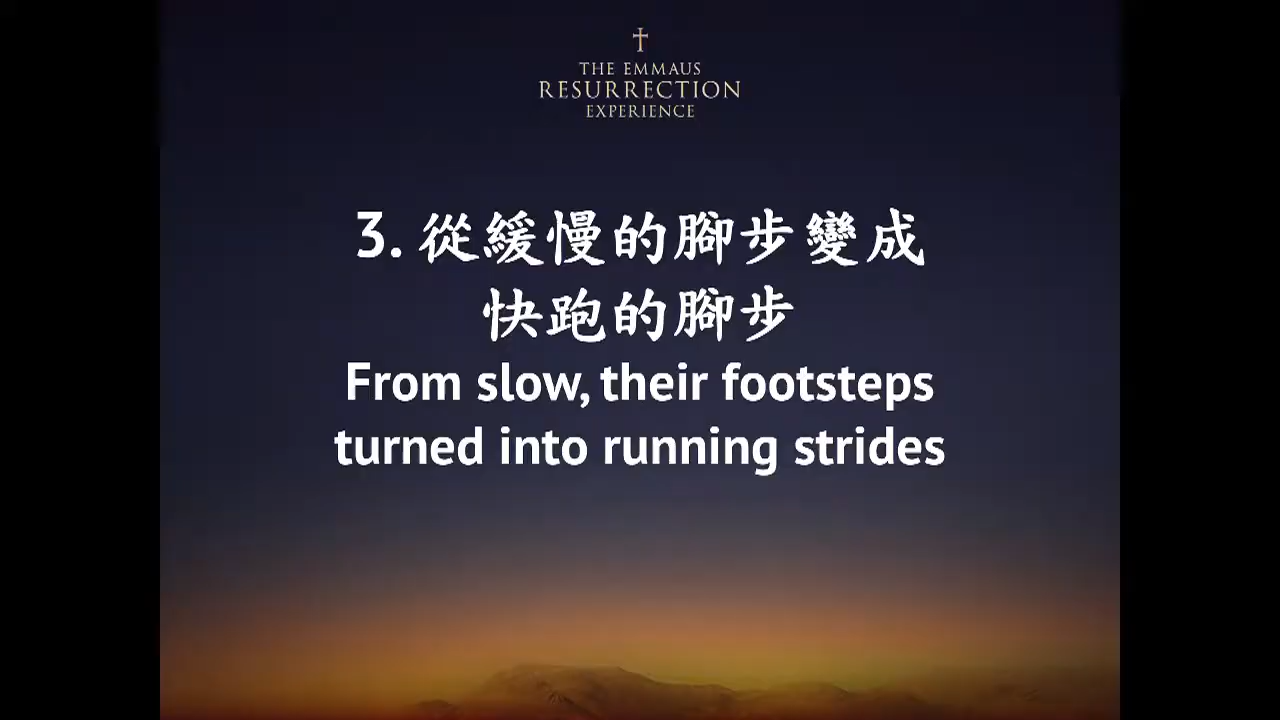 THE EMMAUS
RESURRECTION
EXPERIENCE
3. 從緩慢的腳步變成
快跑的腳步
From slow, their footsteps
turned into running strides